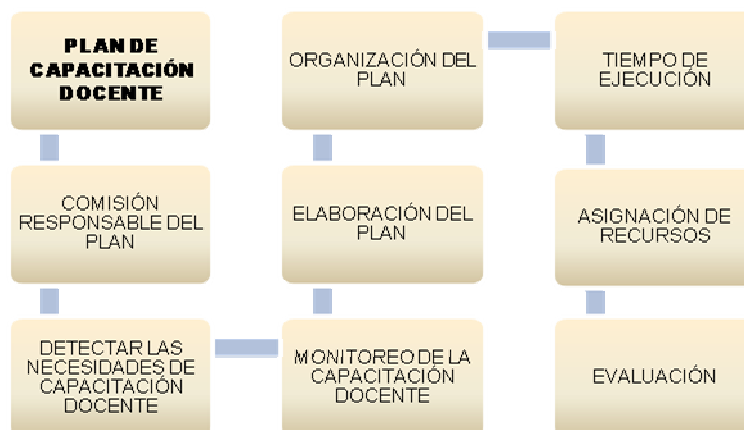 PLAN DE
CAPACITACIÓN
DOCENTE
COMISIÓN
RESPONSABLE DEL
PLAN
DETECTAR LAS
NECESIDADES DE
CAPACITACIÓN
DOCENTE
MONITOREO DE LA
CAPACITACIÓN
DOCENTE
ELABORACIÓN DEL
PLAN
ORGANIZACIÓN DEL
PLAN
TIEMPO DE
EJECUCIÓN
ASIGNACIÓN DE
RECURSOS
EVALUACIÓN